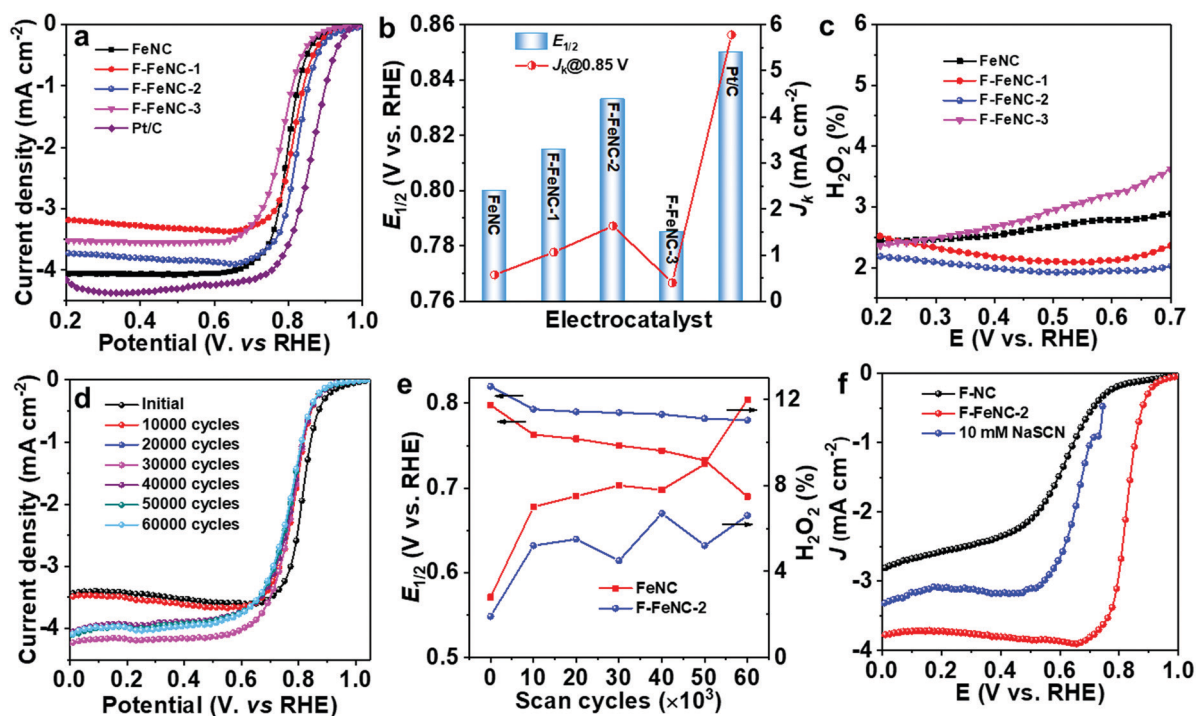 a
FeNC
F-FeNC-1
F-FeNC-2
F-FeNC-3
Pt/C
0
-1
-2
-3
-4
Current density (mA cm-2)
0.2 0.4 0.6 0.8 1.0
Potential (V. vs RHE)
b
E1/2
Jk@0.85 V
FeNC
F-FeNC-1
F-FeNC-2
F-FeNC-3
Pt/C
0.86
0.84
0.82
0.80
0.78
0.76
E1/2 (V vs. RHE)
6
5
4
3
2
1
0
Jk (mA cm-2)
Electrocatalyst
c
FeNC
F-FeNC-1
F-FeNC-2
F-FeNC-3
6
5
4
3
2
H2O2 (%)
0.2 0.3 0.4 0.5 0.6 0.7
E (V vs. RHE)
d
Initial
10000 cycles
20000 cycles
30000 cycles
40000 cycles
50000 cycles
60000 cycles
0
-1
-2
-3
-4
Current density (mA cm-2)
0.0 0.2 0.4 0.6 0.8 1.0
Potential (V. vs RHE)
e
FeNC
F-FeNC-2
0.8
0.7
0.6
0.5
E1/2 (V vs. RHE)
12
8
4
0
H2O2 (%)
0 10 20 30 40 50 60
Scan cycles (×103)
f
F-NC
F-FeNC-2
10 mM NaSCN
0
-1
-2
-3
-4
J (mA cm-2)
0.0 0.2 0.4 0.6 0.8 1.0
E (V vs. RHE)